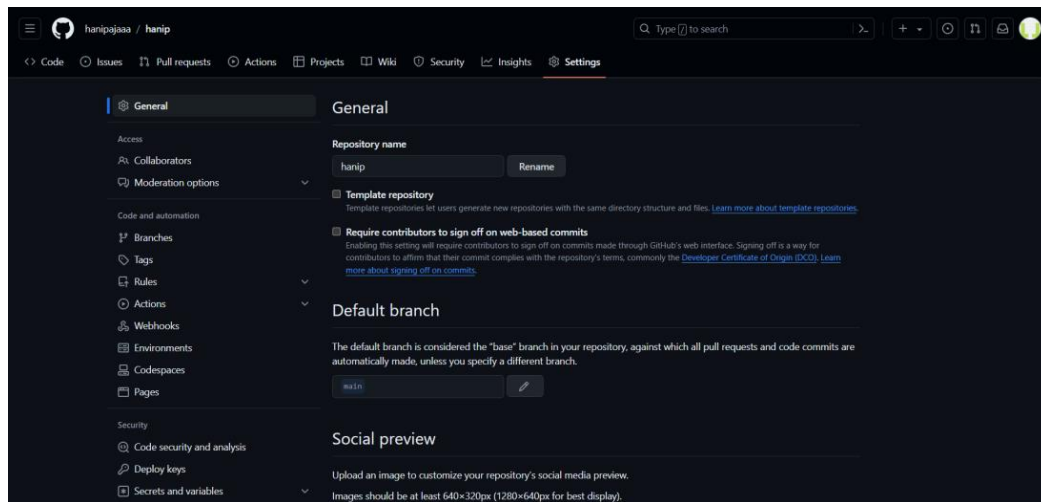 hanipajaaa / hanip
Type / to search
Code
Issues
Pull requests
Actions
Projects
Wiki
Security
Insights
Settings
General
Access
Collaborators
Moderation options
Code and automation
Branches
Tags
Rules
Actions
Webhooks
Environments
Codespaces
Pages
Security
Code security and analysis
Deploy keys
Secrets and variables
General
Repository name
hanip
Rename
Template repository
Template repositories let users generate new repositories with the same directory structure and files. Learn more about template repositories.
Require contributors to sign off on web-based commits
Enabling this setting will require contributors to sign off on commits made through GitHub's web interface. Signing off is a way for
contributors to affirm that their commit complies with the repository's terms, commonly the Developer Certificate of Origin (DCO). Learn
more about signing off on commits.
Default branch
The default branch is considered the "base" branch in your repository, against which all pull requests and code commits are
automatically made, unless you specify a different branch.
main
Social preview
Upload an image to customize your repository's social media preview.
Images should be at least 640×320px (1280×640px for best display).